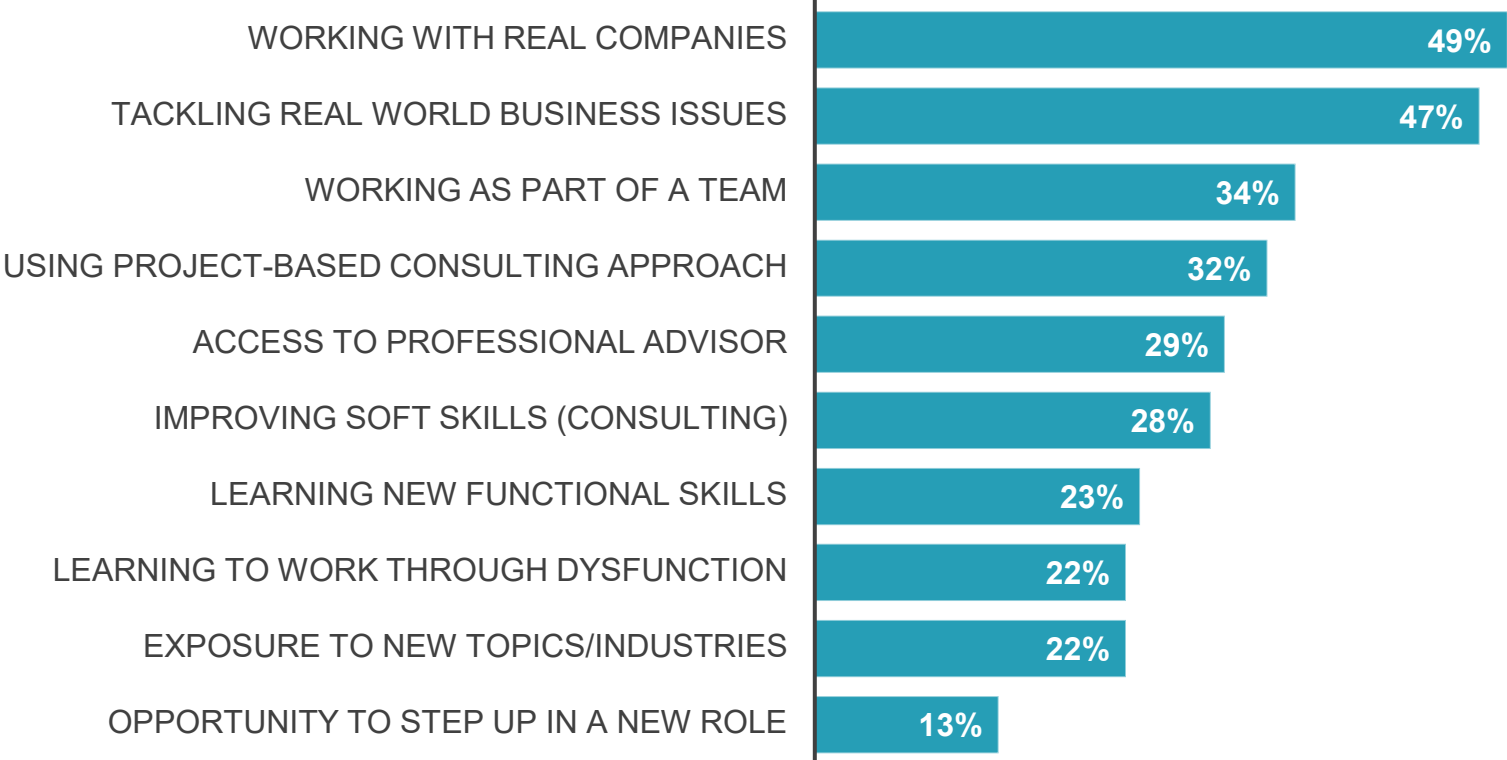 WORKING WITH REAL COMPANIES 49%
TACKLING REAL WORLD BUSINESS ISSUES 47%
WORKING AS PART OF A TEAM 34%
USING PROJECT-BASED CONSULTING APPROACH 32%
ACCESS TO PROFESSIONAL ADVISOR 29%
IMPROVING SOFT SKILLS (CONSULTING) 28%
LEARNING NEW FUNCTIONAL SKILLS 23%
LEARNING TO WORK THROUGH DYSFUNCTION 22%
EXPOSURE TO NEW TOPICS/INDUSTRIES 22%
OPPORTUNITY TO STEP UP IN A NEW ROLE 13%